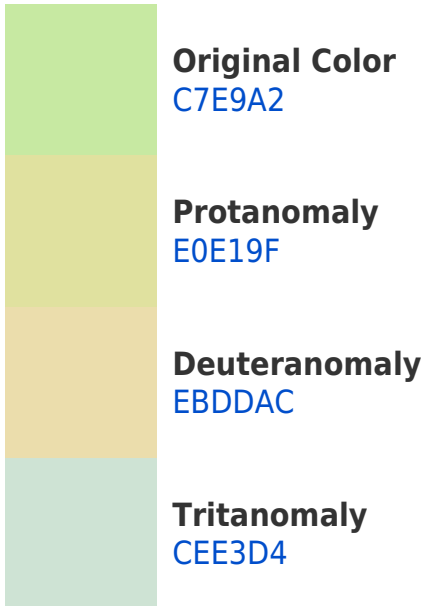 Original Color
C7E9A2
Protanomaly
E0E19F
Deuteranomaly
EBDDAC
Tritanomaly
CEE3D4